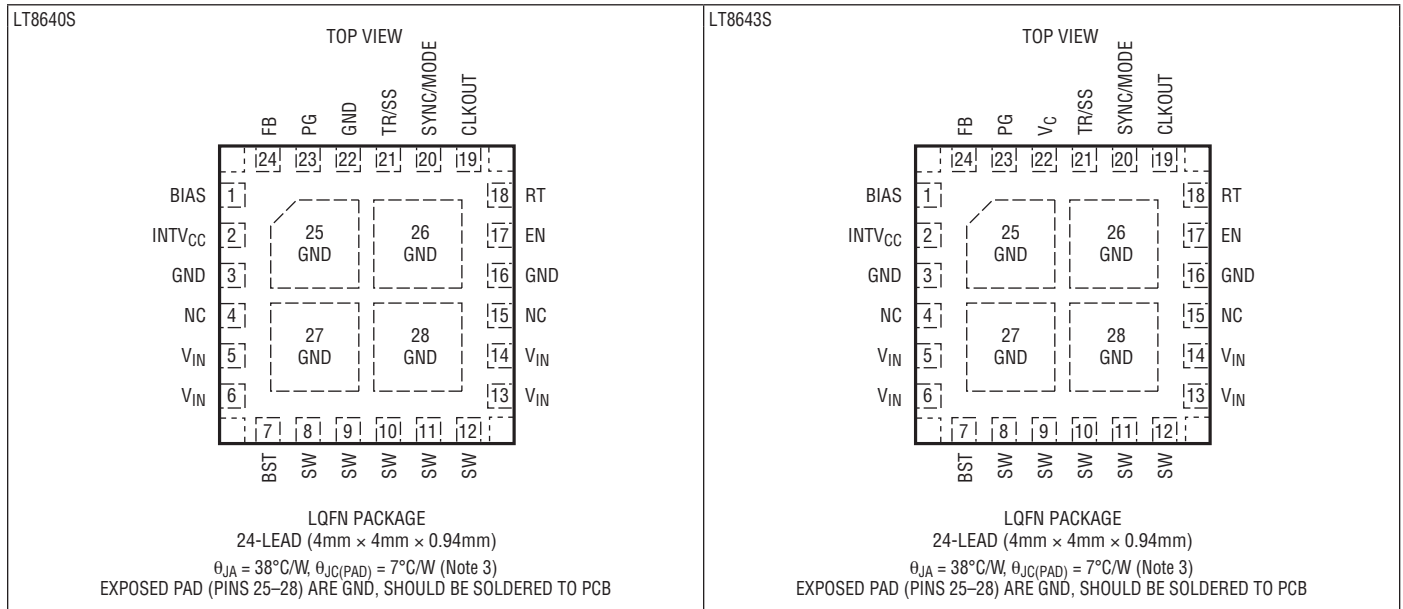 LT8640S
TOP VIEW
FB PG GND TR/SS SYNC/MODE CLKOUT
24 23 22 21 20 19
BIAS 1
INTVCC 2
GND 3
NC 4
VIN 5
VIN 6
18 RT
17 EN
16 GND
15 NC
14 VIN
13 VIN
25
GND
26
GND
27
GND
28
GND
7 8 9 10 11 12
BST SW SW SW SW SW
LQFN PACKAGE
24-LEAD (4mm × 4mm × 0.94mm)
θJA = 38°C/W, θJC(PAD) = 7°C/W (Note 3)
EXPOSED PAD (PINS 25–28) ARE GND, SHOULD BE SOLDERED TO PCB
LT8643S
TOP VIEW
FB PG VC TR/SS SYNC/MODE CLKOUT
24 23 22 21 20 19
BIAS 1
INTVCC 2
GND 3
NC 4
VIN 5
VIN 6
18 RT
17 EN
16 GND
15 NC
14 VIN
13 VIN
25
GND
26
GND
27
GND
28
GND
7 8 9 10 11 12
BST SW SW SW SW SW
LQFN PACKAGE
24-LEAD (4mm × 4mm × 0.94mm)
θJA = 38°C/W, θJC(PAD) = 7°C/W (Note 3)
EXPOSED PAD (PINS 25–28) ARE GND, SHOULD BE SOLDERED TO PCB